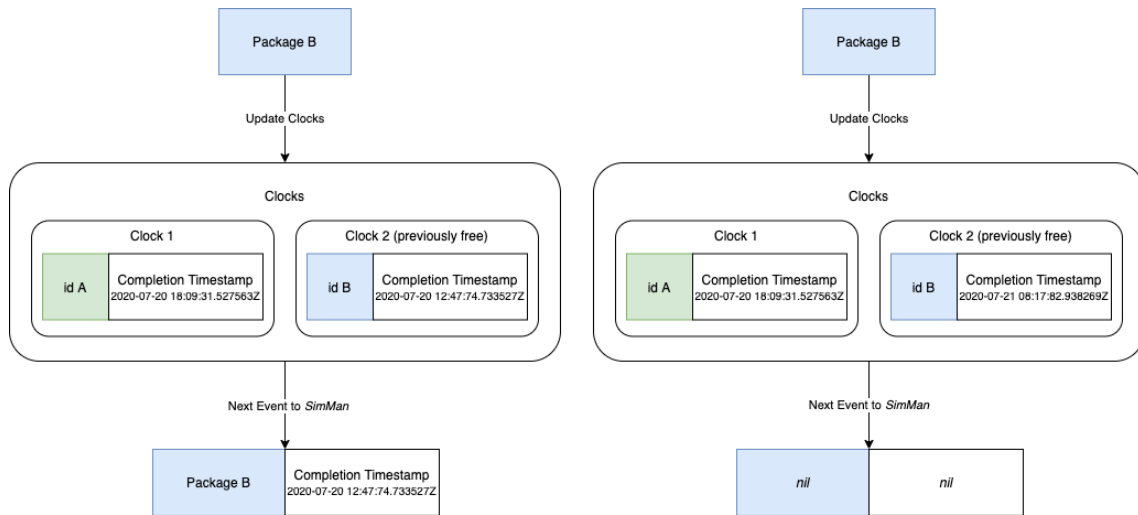 Package B
Update Clocks
Clocks
Clock 1
id A
Completion Timestamp
2020-07-20 18:09:31.527563Z
Clock 2 (previously free)
id B
Completion Timestamp
2020-07-20 12:47:74.733527Z
Next Event to SimMan
Package B
Completion Timestamp
2020-07-20 12:47:74.733527Z
Package B
Update Clocks
Clocks
Clock 1
id A
Completion Timestamp
2020-07-20 18:09:31.527563Z
Clock 2 (previously free)
id B
Completion Timestamp
2020-07-21 08:17:82.938269Z
Next Event to SimMan
nil
nil